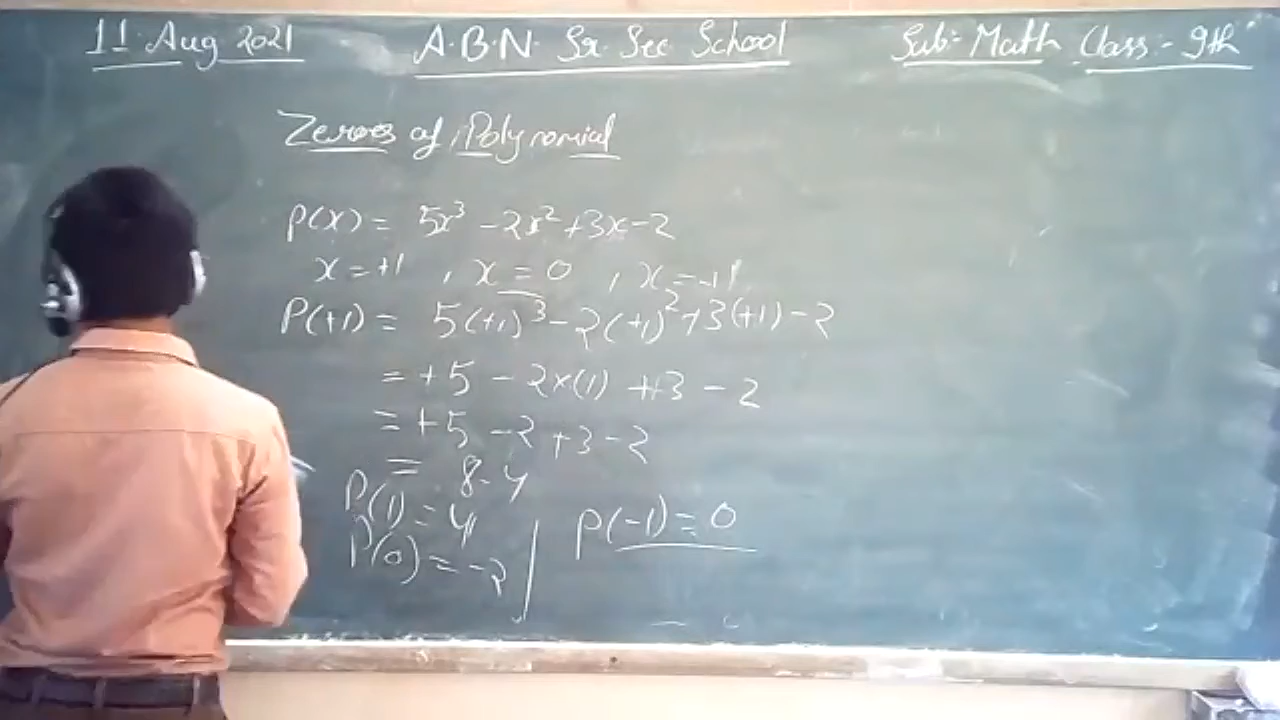 11 Aug 2021 A.B.N. Sr. Sec School Sub:- Math Class:- 9th
Zeroes of Polynomial
P(x) = 5x³ - 2x² + 3x - 2
x = +1 , x = 0 , x = -1
P(+1) = 5(+1)³ - 2(+1)² + 3(+1) - 2
= +5 - 2×(1) + +3 - 2
= +5 - 2 + 3 - 2
= 8 - 4
P(1) = 4
P(0) = -2
P(-1) = 0